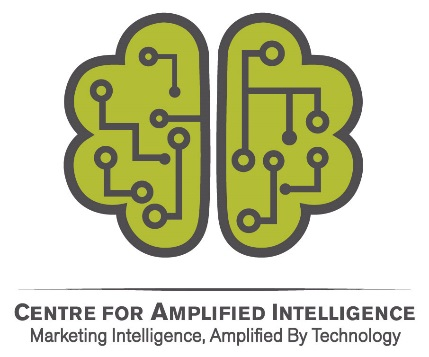 CENTRE FOR AMPLIFIED INTELLIGENCE
Marketing Intelligence, Amplified By Technology